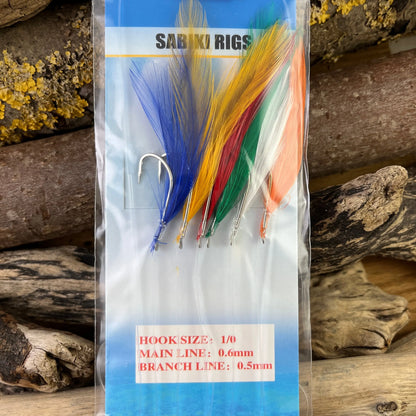 SABIKI RIGS
HOOK SIZE： 1/0
MAIN LINE： 0.6mm
BRANCH LINE： 0.5mm